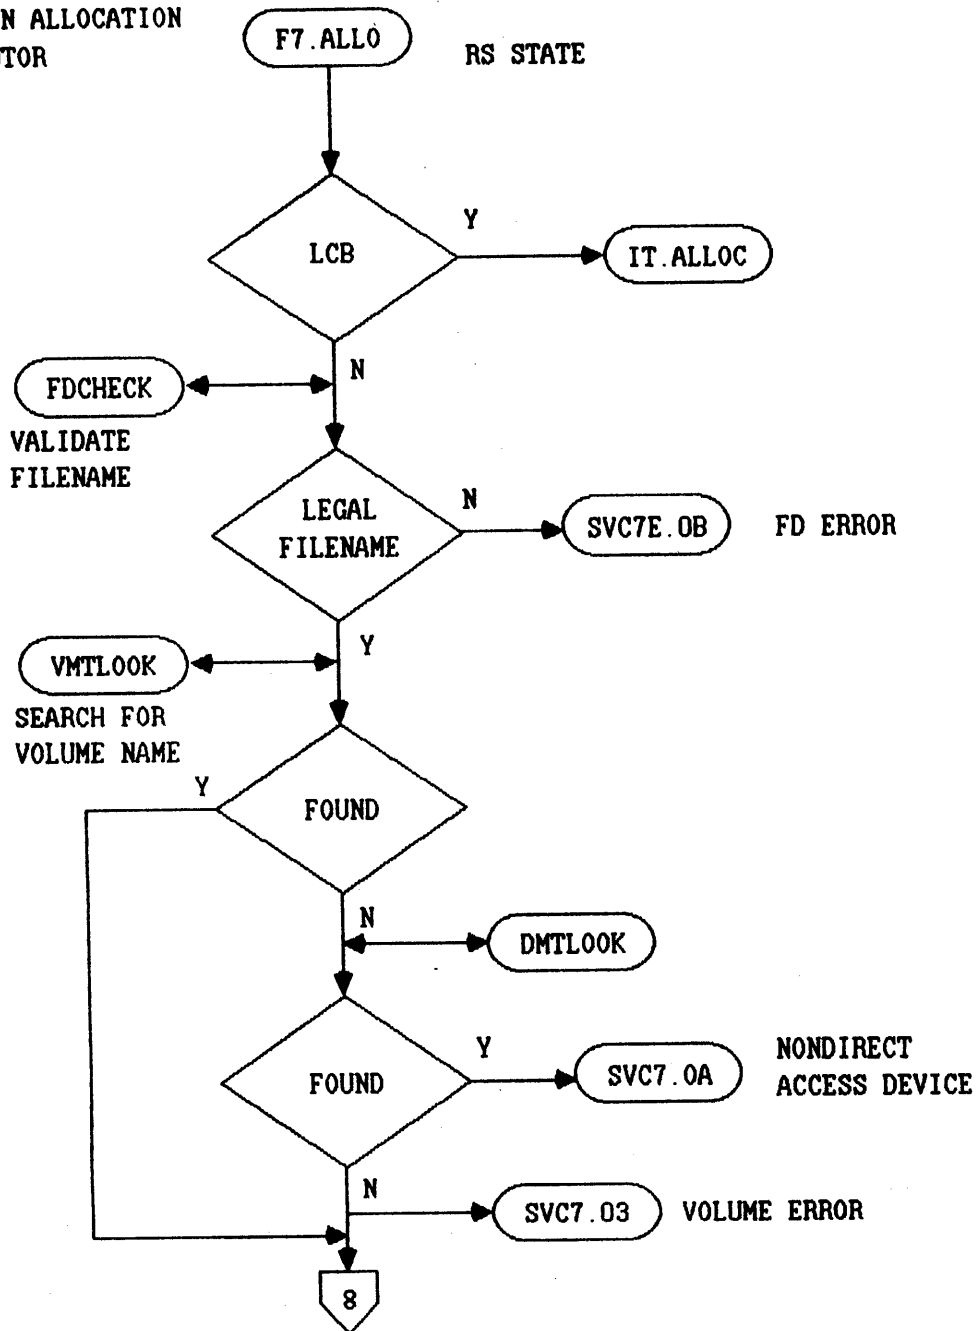 N ALLOCATION
TOR
F7.ALLO
RS STATE
LCB
Y
IT.ALLOC
N
FDCHECK
VALIDATE
FILENAME
LEGAL
FILENAME
N
SVC7E.0B
FD ERROR
Y
VMTLOOK
SEARCH FOR
VOLUME NAME
Y
FOUND
N
DMTLOOK
FOUND
Y
SVC7.0A
NONDIRECT
ACCESS DEVICE
N
SVC7.03
VOLUME ERROR
8